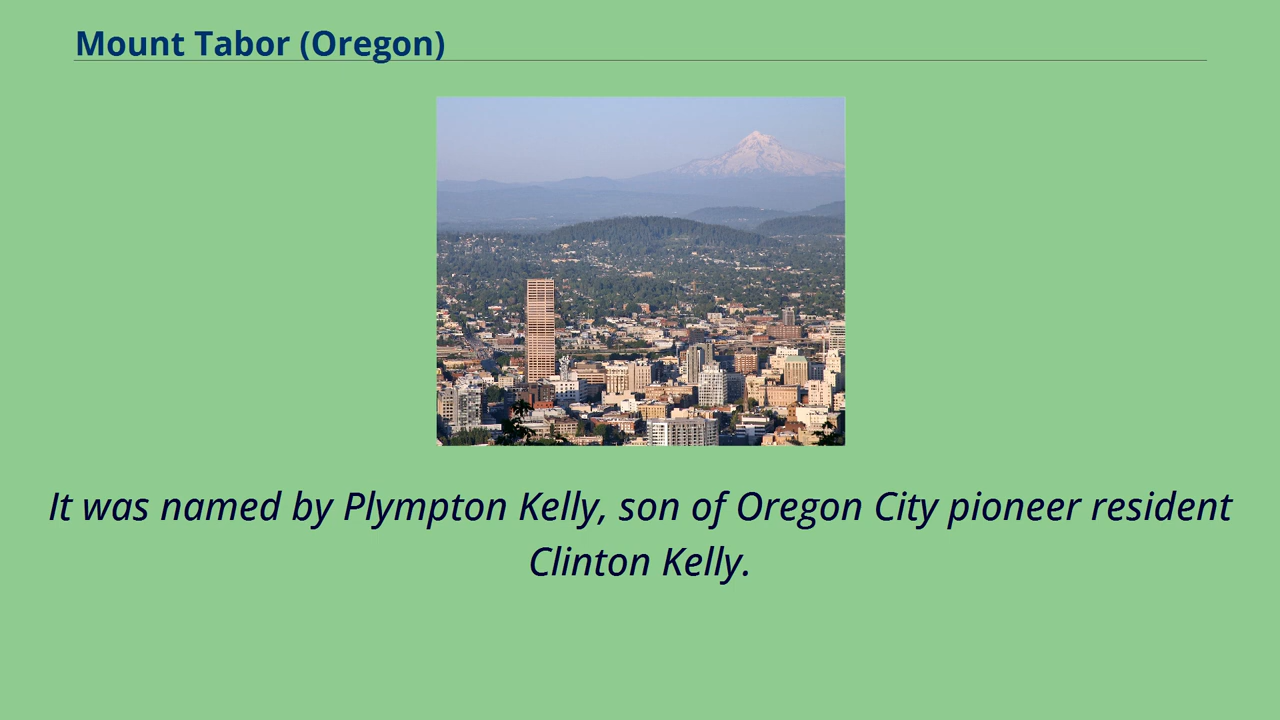 Mount Tabor (Oregon)
It was named by Plympton Kelly, son of Oregon City pioneer resident
Clinton Kelly.